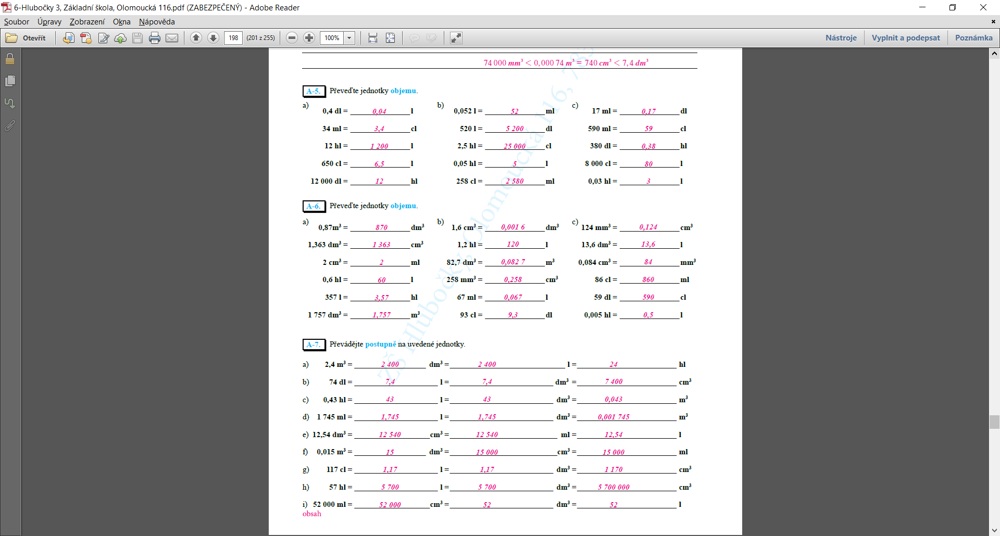 6-Hlubočky 3, Základní škola, Olomoucká 116.pdf (ZABEZPEČENÝ) - Adobe Reader
Soubor Úpravy Zobrazení Okna Nápověda
Otevřít 198 (201 z 255) 100% Nástroje Vyplnit a podepsat Poznámka
74 000 mm³ < 0,000 74 m³ = 740 cm³ < 7,4 dm³
A-5. Převeďte jednotky objemu.
a) 0,4 dl = 0,04 l b) 0,052 l = 52 ml c) 17 ml = 0,17 dl
34 ml = 3,4 cl 520 l = 5 200 dl 590 ml = 59 cl
12 hl = 1 200 l 2,5 hl = 25 000 cl 380 dl = 0,38 hl
650 cl = 6,5 l 0,05 hl = 5 l 8 000 cl = 80 l
12 000 dl = 12 hl 258 cl = 2 580 ml 0,03 hl = 3 l
A-6. Převeďte jednotky objemu.
a) 0,87m³ = 870 dm³ b) 1,6 cm³ = 0,001 6 dm³ c) 124 mm³ = 0,124 cm³
1,363 dm³ = 1 363 cm³ 1,2 hl = 120 l 13,6 dm³ = 13,6 l
2 cm³ = 2 ml 82,7 dm³ = 0,082 7 m³ 0,084 cm³ = 84 mm³
0,6 hl = 60 l 258 mm³ = 0,258 cm³ 86 cl = 860 ml
357 l = 3,57 hl 67 ml = 0,067 l 59 dl = 590 cl
1 757 dm³ = 1,757 m³ 93 cl = 9,3 dl 0,005 hl = 0,5 l
A-7. Převádějte postupně na uvedené jednotky.
a) 2,4 m³ = 2 400 dm³ = 2 400 l = 24 hl
b) 74 dl = 7,4 l = 7,4 dm³ = 7 400 cm³
c) 0,43 hl = 43 l = 43 dm³ = 0,043 m³
d) 1 745 ml = 1,745 l = 1,745 dm³ = 0,001 745 m³
e) 12,54 dm³ = 12 540 cm³ = 12 540 ml = 12,54 l
f) 0,015 m³ = 15 dm³ = 15 000 cm³ = 15 000 ml
g) 117 cl = 1,17 l = 1,17 dm³ = 1 170 cm³
h) 57 hl = 5 700 l = 5 700 dm³ = 5 700 000 cm³
i) 52 000 ml = 52 000 cm³ = 52 dm³ = 52 l
obsah
ZŠ Hlubočky, Olomoucká 116,